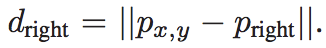 d_right = ||p_{x,y} − p_right||.